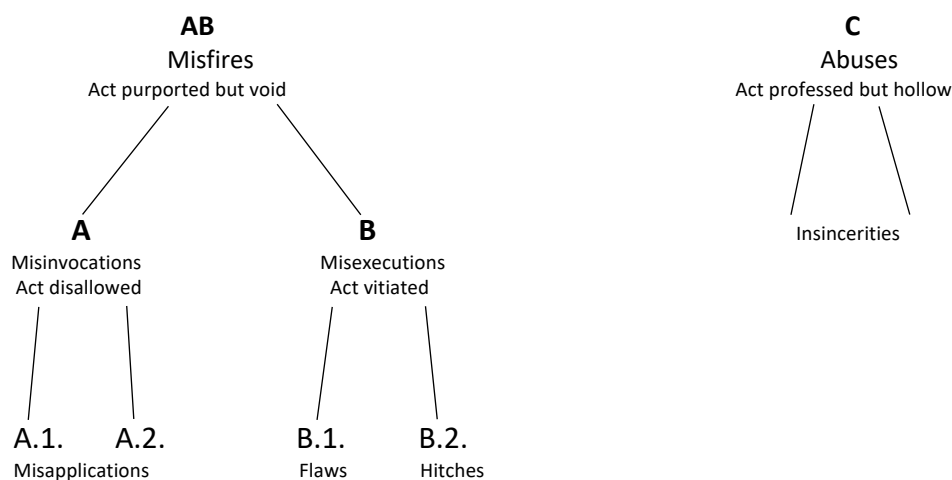 AB
Misfires
Act purported but void
C
Abuses
Act professed but hollow
A
Misinvocations
Act disallowed
B
Misexecutions
Act vitiated
Insincerities
A.1.
A.2.
Misapplications
B.1.
Flaws
B.2.
Hitches